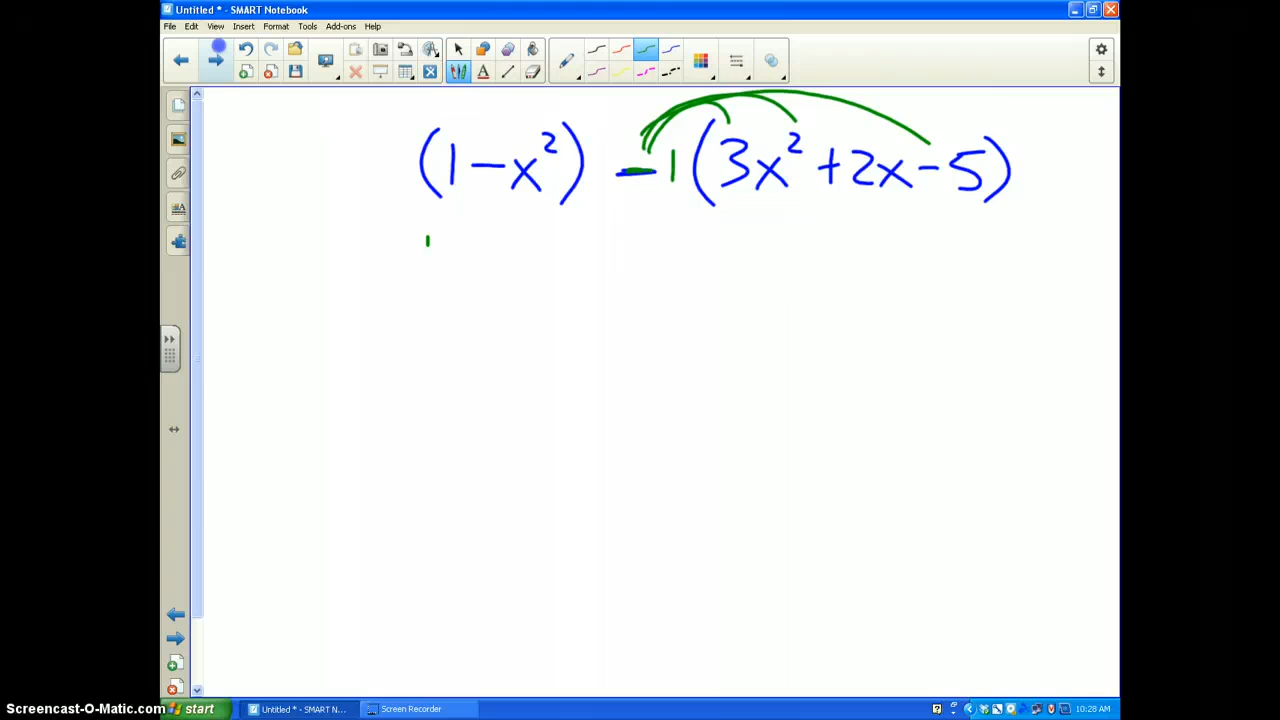 Untitled * - SMART Notebook
File Edit View Insert Format Tools Add-ons Help
(1 - x²) - 1(3x² + 2x - 5)
Screencast-O-Matic.com
start
Untitled * - SMART N...
Screen Recorder
10:28 AM